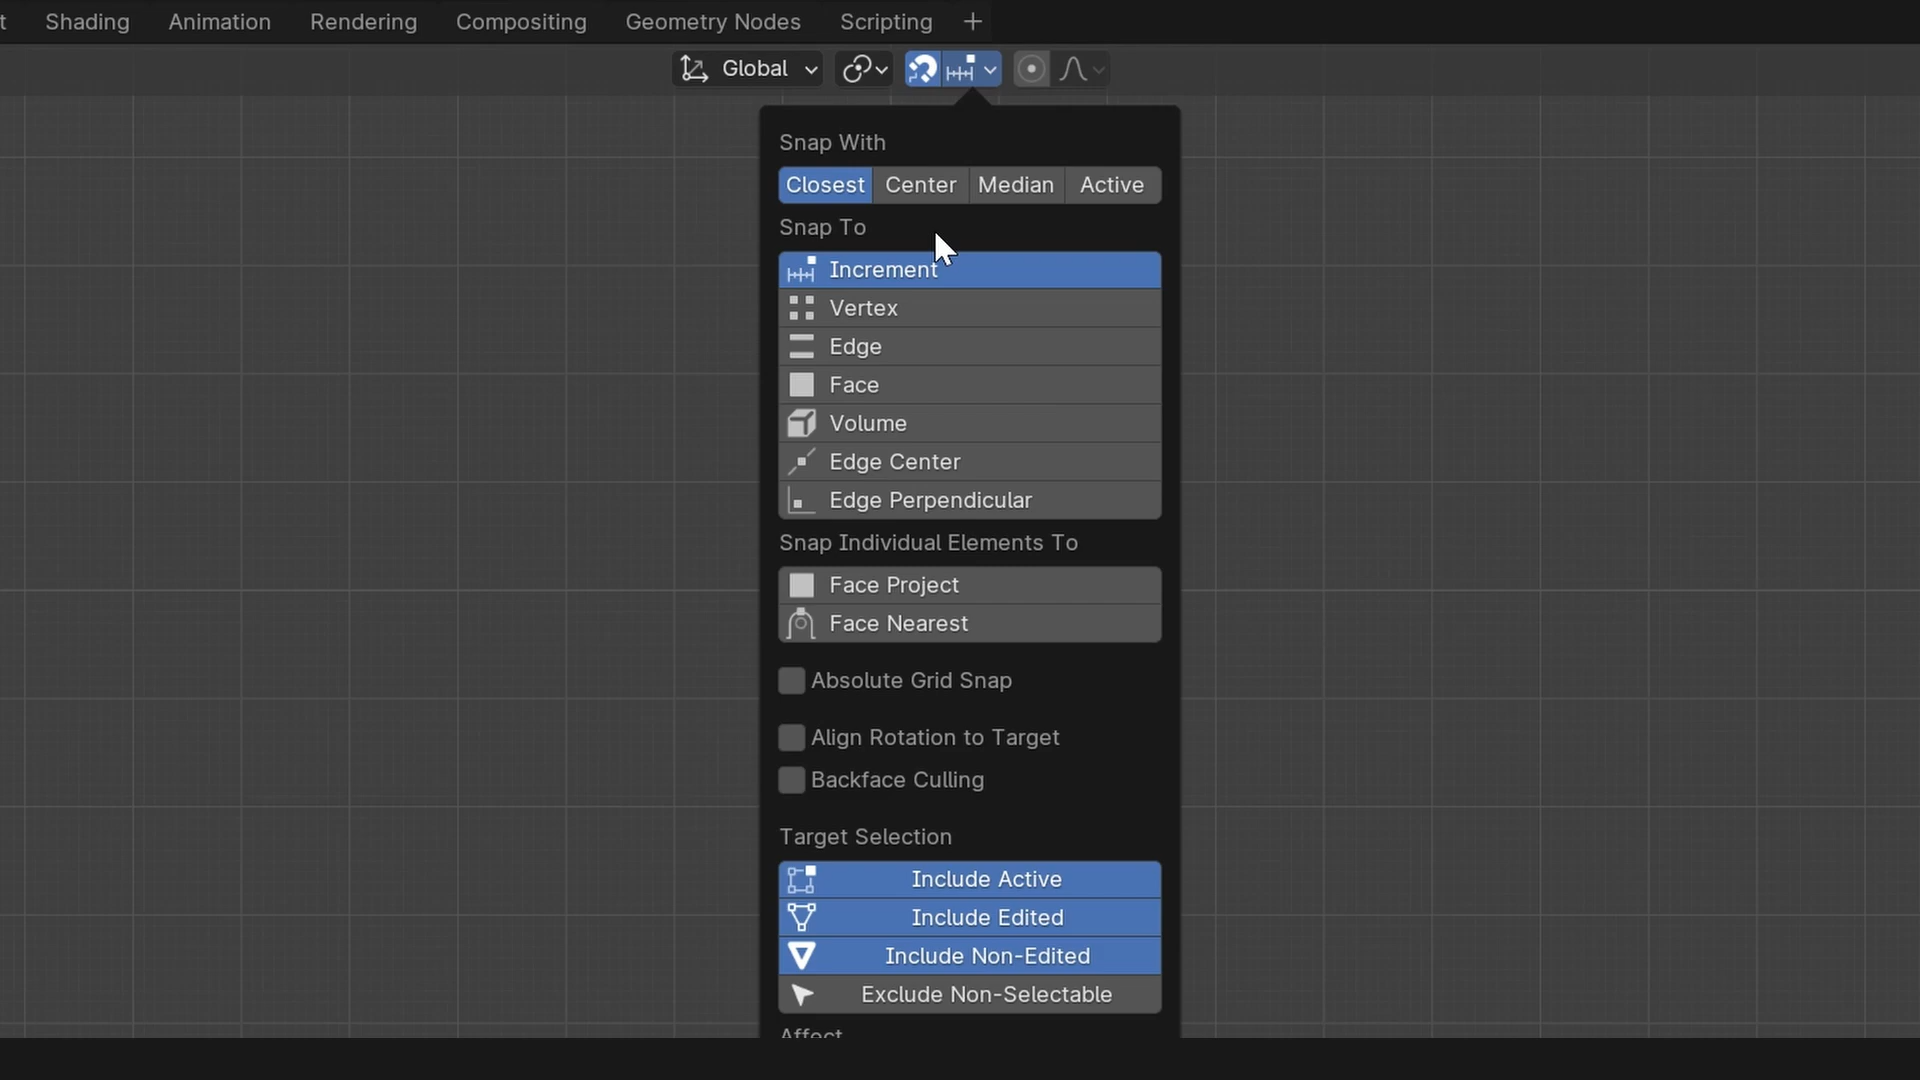 Shading Animation Rendering Compositing Geometry Nodes Scripting +
Global
Snap With
Closest Center Median Active
Snap To
Increment
Vertex
Edge
Face
Volume
Edge Center
Edge Perpendicular
Snap Individual Elements To
Face Project
Face Nearest
Absolute Grid Snap
Align Rotation to Target
Backface Culling
Target Selection
Include Active
Include Edited
Include Non-Edited
Exclude Non-Selectable
Affect